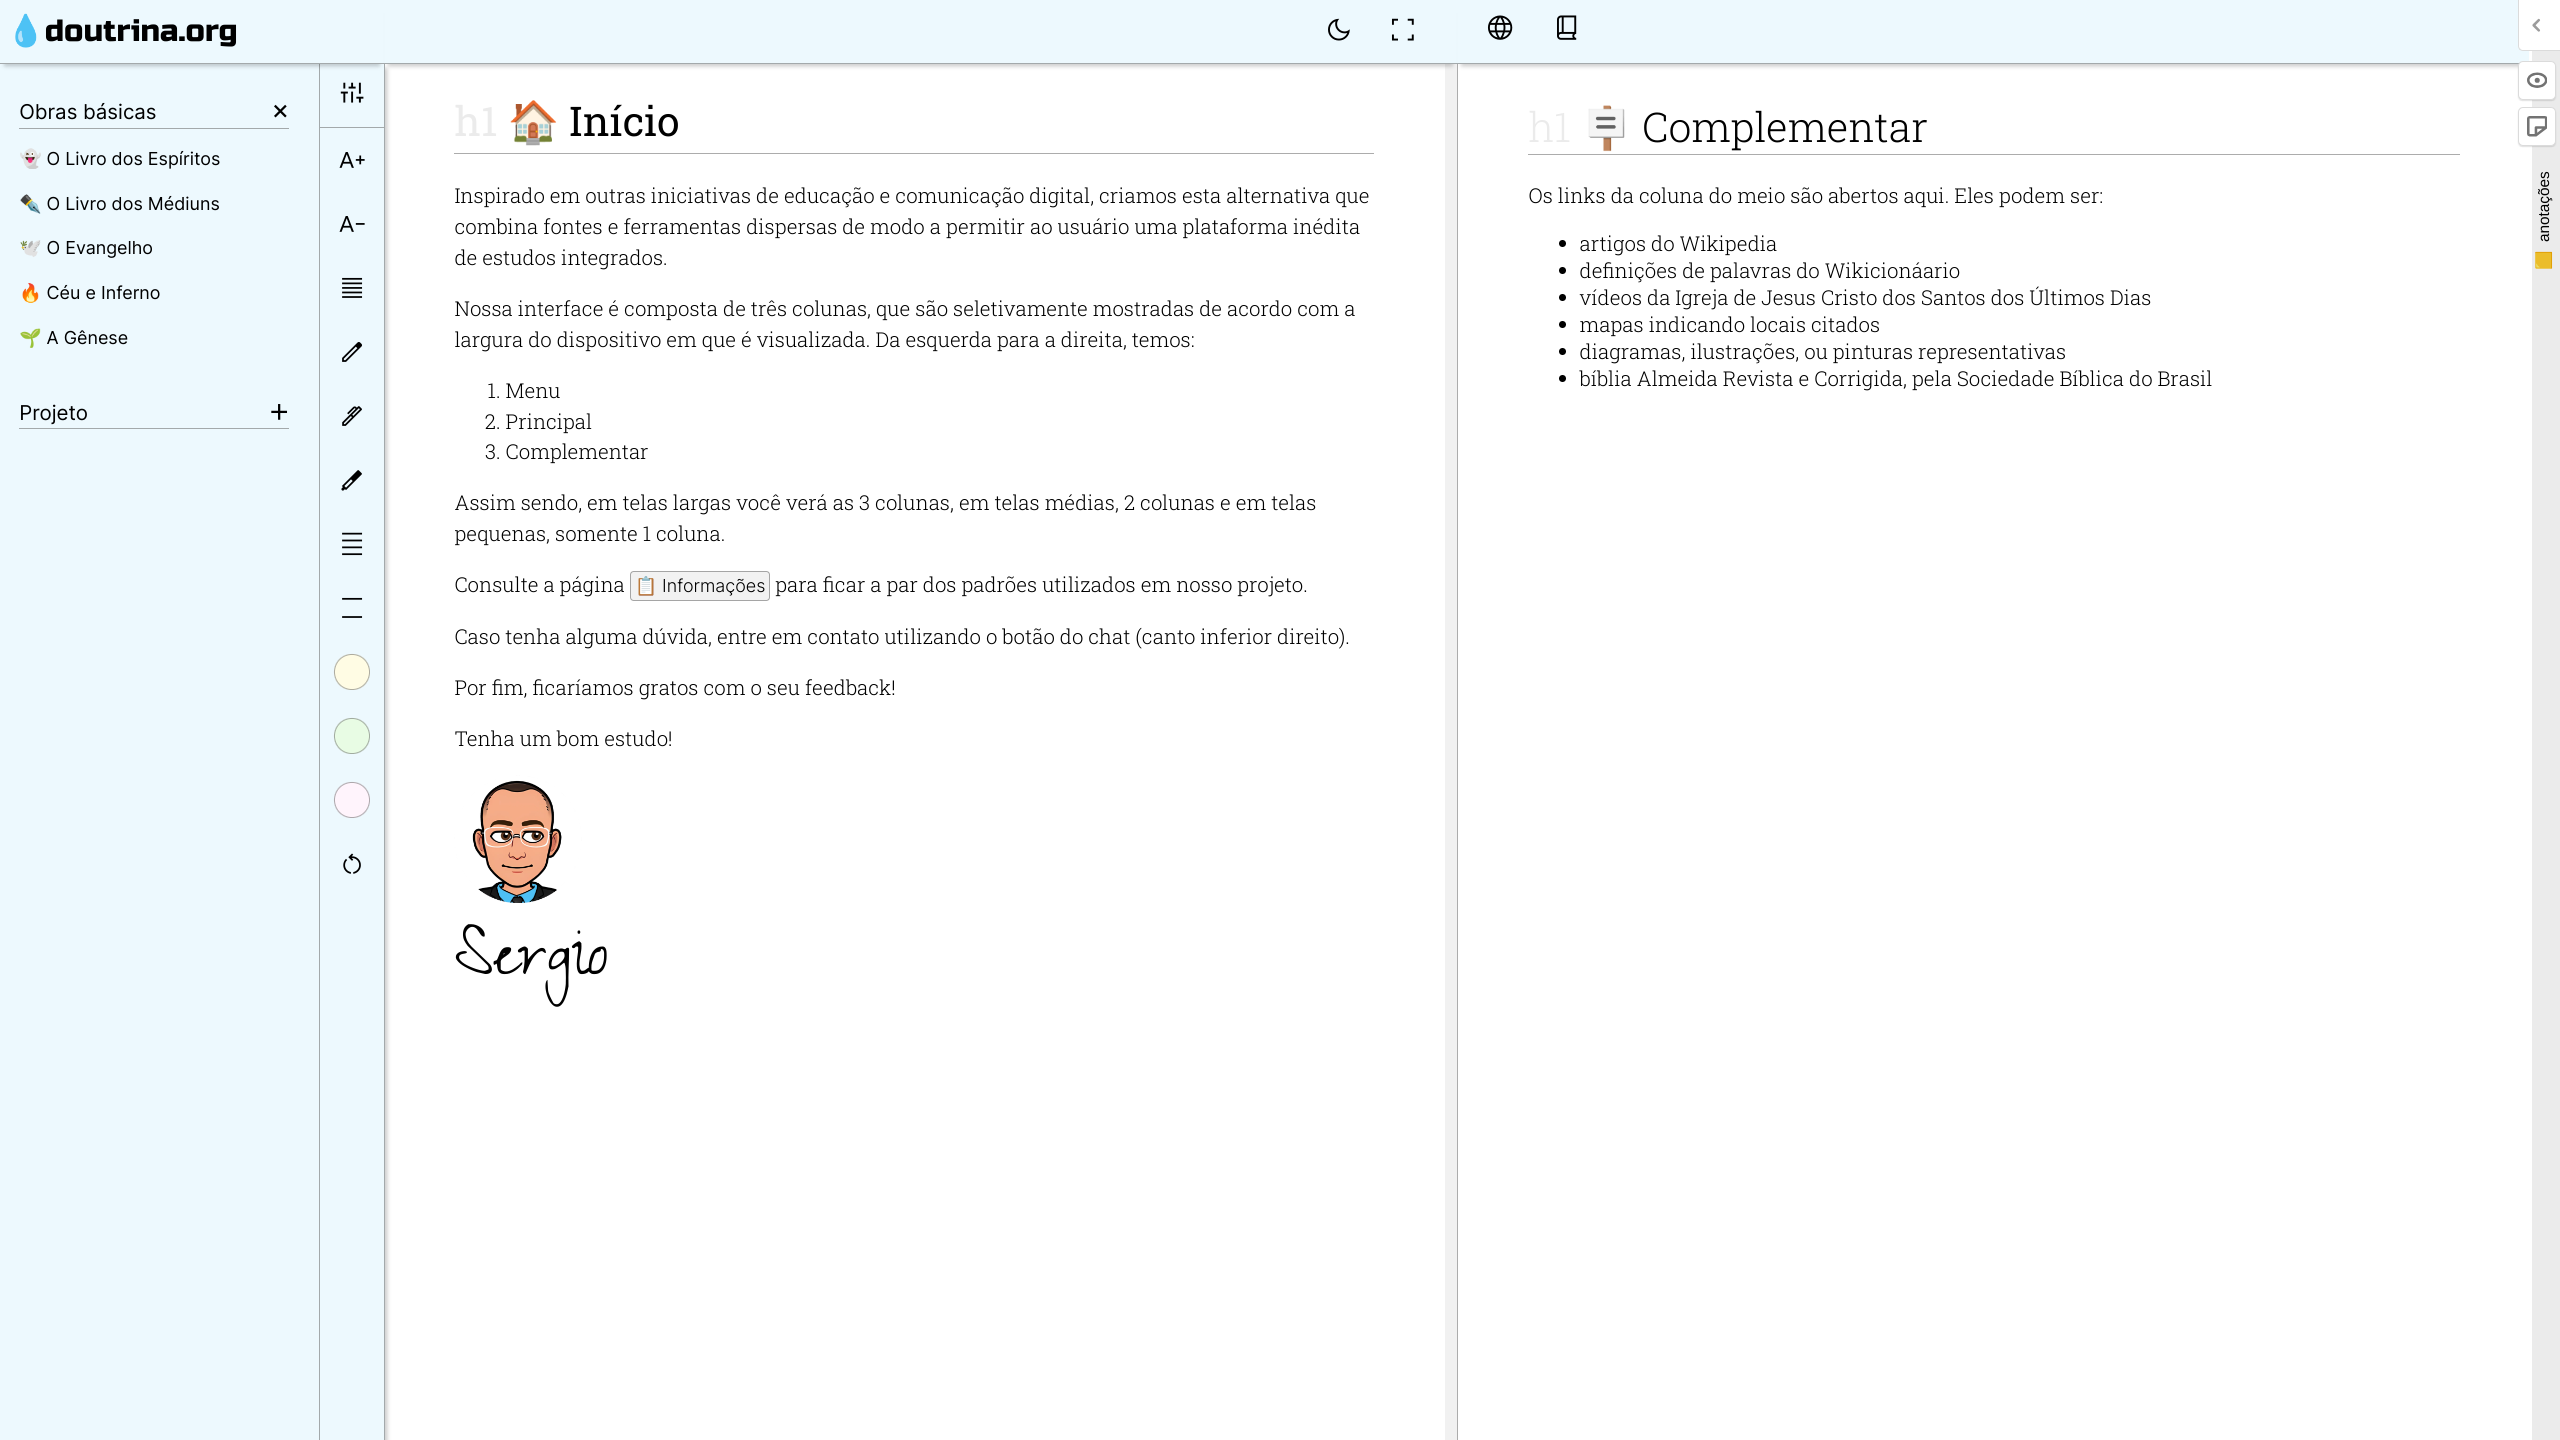 doutrina.org
Obras básicas
👻 O Livro dos Espíritos
✒️ O Livro dos Médiuns
🕊️ O Evangelho
🔥 Céu e Inferno
🌱 A Gênese
Projeto
A+
A-
h1 🏠 Início
Inspirado em outras iniciativas de educação e comunicação digital, criamos esta alternativa que
combina fontes e ferramentas dispersas de modo a permitir ao usuário uma plataforma inédita
de estudos integrados.
Nossa interface é composta de três colunas, que são seletivamente mostradas de acordo com a
largura do dispositivo em que é visualizada. Da esquerda para a direita, temos:
1. Menu
2. Principal
3. Complementar
Assim sendo, em telas largas você verá as 3 colunas, em telas médias, 2 colunas e em telas
pequenas, somente 1 coluna.
Consulte a página 📋 Informações para ficar a par dos padrões utilizados em nosso projeto.
Caso tenha alguma dúvida, entre em contato utilizando o botão do chat (canto inferior direito).
Por fim, ficaríamos gratos com o seu feedback!
Tenha um bom estudo!
Sergio
h1 🪧 Complementar
Os links da coluna do meio são abertos aqui. Eles podem ser:
• artigos do Wikipedia
• definições de palavras do Wikicionáario
• vídeos da Igreja de Jesus Cristo dos Santos dos Últimos Dias
• mapas indicando locais citados
• diagramas, ilustrações, ou pinturas representativas
• bíblia Almeida Revista e Corrigida, pela Sociedade Bíblica do Brasil
anotações